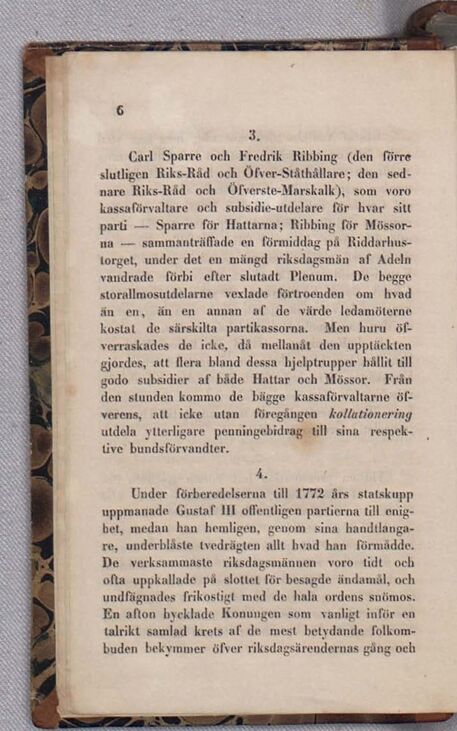 6
3.
Carl Sparre och Fredrik Ribbing (den förre
slutligen Riks-Råd och Öfver-Ståthållare; den sed-
nare Riks-Råd och Öfverste-Marskalk), som voro
kassaförvaltare och subsidie-utdelare för hvar sitt
parti — Sparre för Hattarna; Ribbing för Mössor-
na — sammanträffade en förmiddag på Riddarhus-
torget, under det en mängd riksdagsmän af Adeln
vandrade förbi efter slutadt Plenum. De begge
storallmosutdelarne vexlade förtroenden om hvad
än en, än en annan af de värde ledamöterne
kostat de särskilta partikassorna. Men huru öf-
verraskades de icke, då mellanåt den upptäckten
gjordes, att flera bland dessa hjelptrupper hållit till
godo subsidier af både Hattar och Mössor. Från
den stunden kommo de bägge kassaförvaltarne öf-
verens, att icke utan föregången kollationering
utdela ytterligare penningebidrag till sina respek-
tive bundsförvandter.
4.
Under förberedelserna till 1772 års statskupp
uppmanade Gustaf III offentligen partierna till enig-
het, medan han hemligen, genom sina handtlanga-
re, underblåste tvedrägten allt hvad han förmådde.
De verksammaste riksdagsmännen voro tidt och
ofta uppkallade på slottet för besagde ändamål, och
undfägnades frikostigt med de hala ordens snömos.
En afton hycklade Konungen som vanligt inför en
talrikt samlad krets af de mest betydande folkom-
buden bekymmer öfver riksdagsärendernas gång och